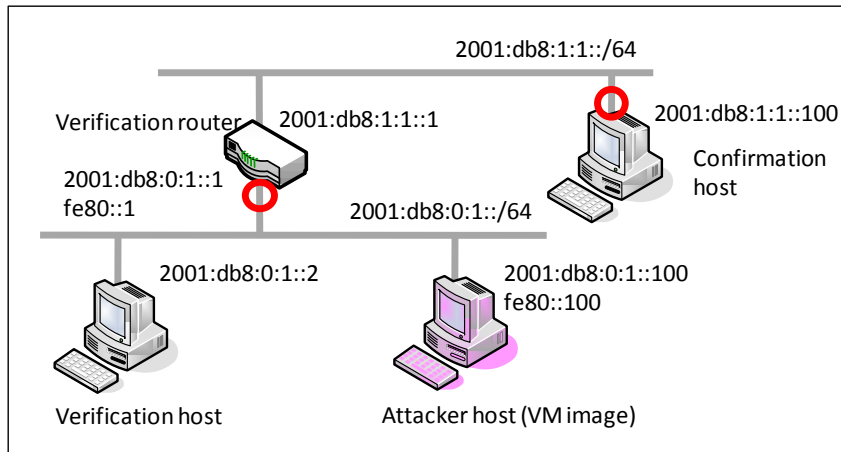 2001:db8:1:1::/64
Verification router
2001:db8:1:1::1
2001:db8:1:1::100
Confirmation
host
2001:db8:0:1::1
fe80::1
2001:db8:0:1::/64
2001:db8:0:1::2
2001:db8:0:1::100
fe80::100
Verification host
Attacker host (VM image)